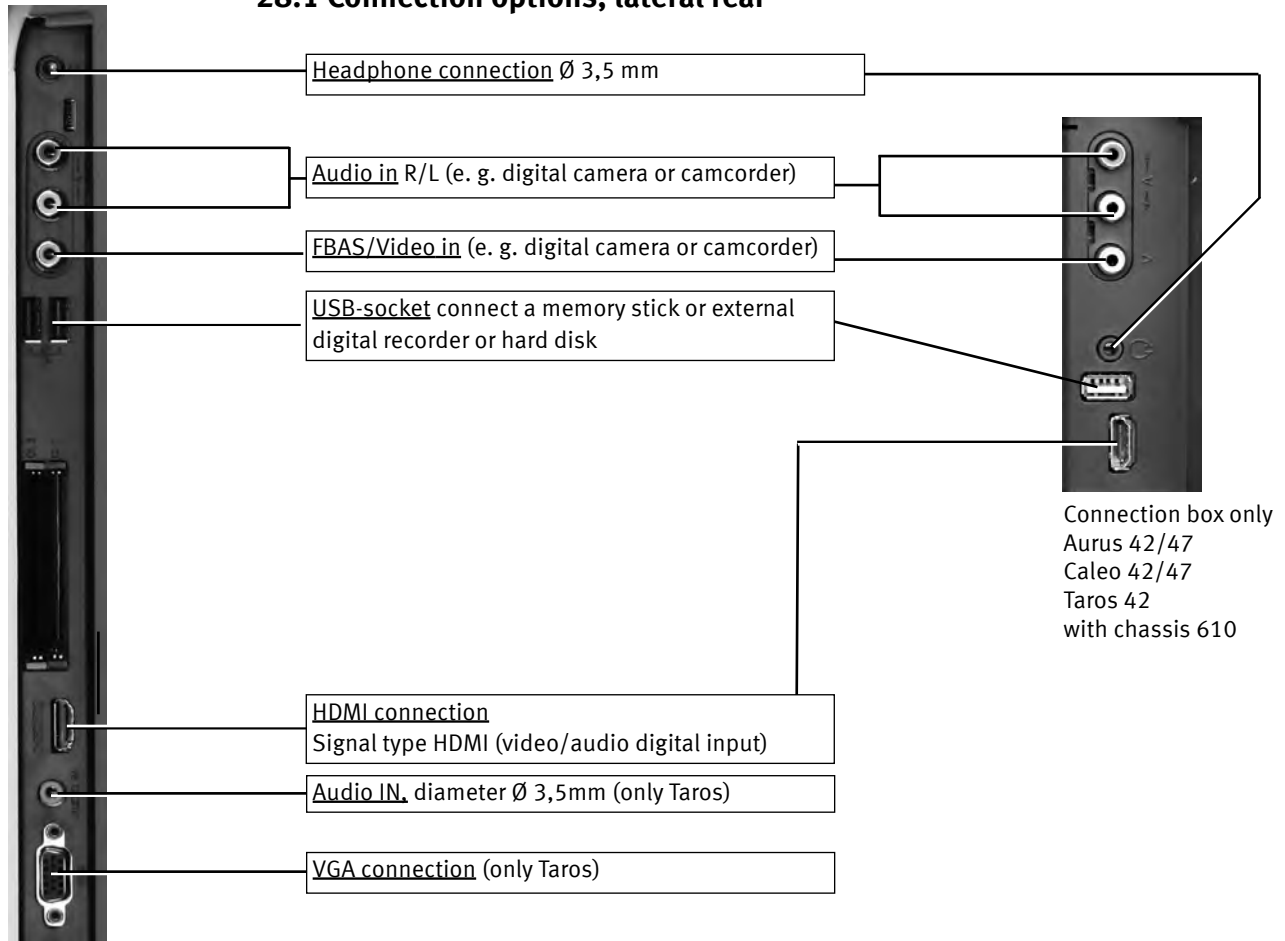 28.1 Connection options, lateral rear
Headphone connection Ø 3,5 mm
Audio in R/L (e. g. digital camera or camcorder)
FBAS/Video in (e. g. digital camera or camcorder)
USB-socket connect a memory stick or external
digital recorder or hard disk
Connection box only
Aurus 42/47
Caleo 42/47
Taros 42
with chassis 610
HDMI connection
Signal type HDMI (video/audio digital input)
Audio IN, diameter Ø 3,5mm (only Taros)
VGA connection (only Taros)